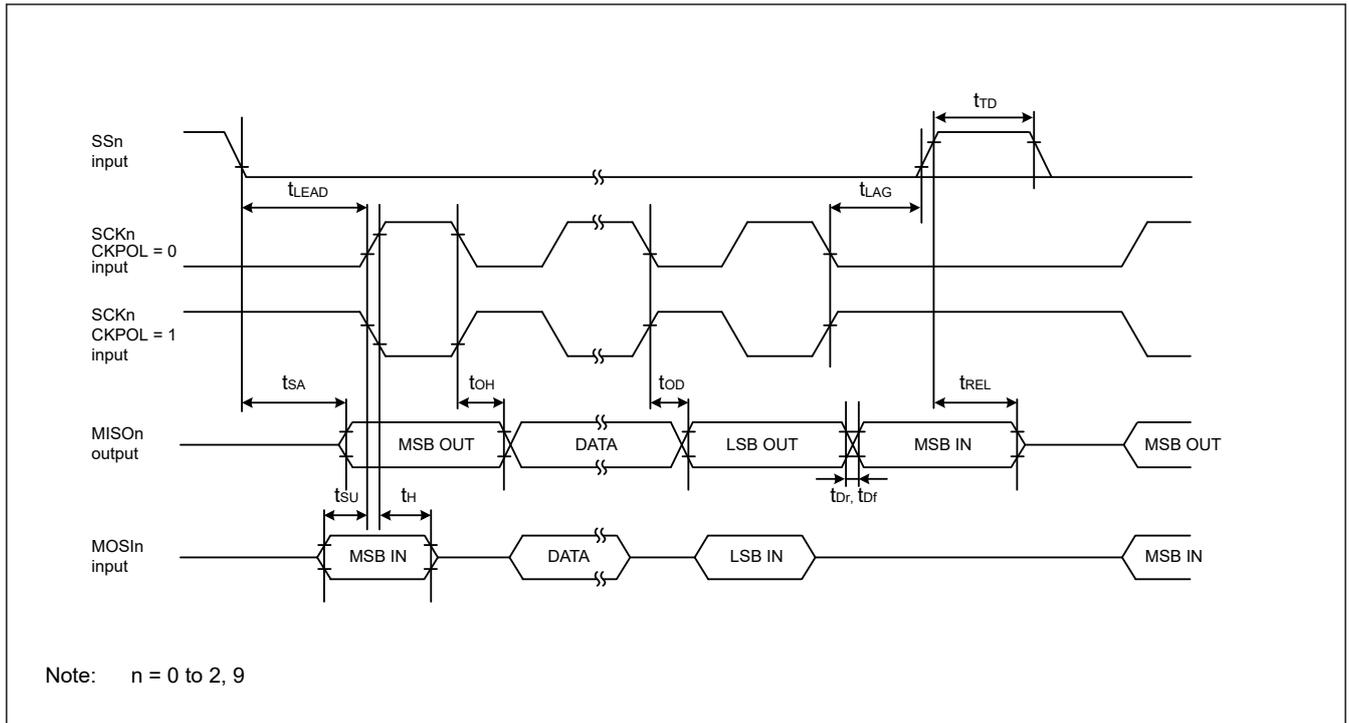 tTD
SSn
input
tLEAD
tLAG
SCKn
CKPOL = 0
input
SCKn
CKPOL = 1
input
tSA
tOH
tOD
tREL
MISOn
output
MSB OUT
DATA
LSB OUT
MSB IN
MSB OUT
tSU
tH
tDr, tDf
MOSIn
input
MSB IN
DATA
LSB IN
MSB IN
Note: n = 0 to 2, 9